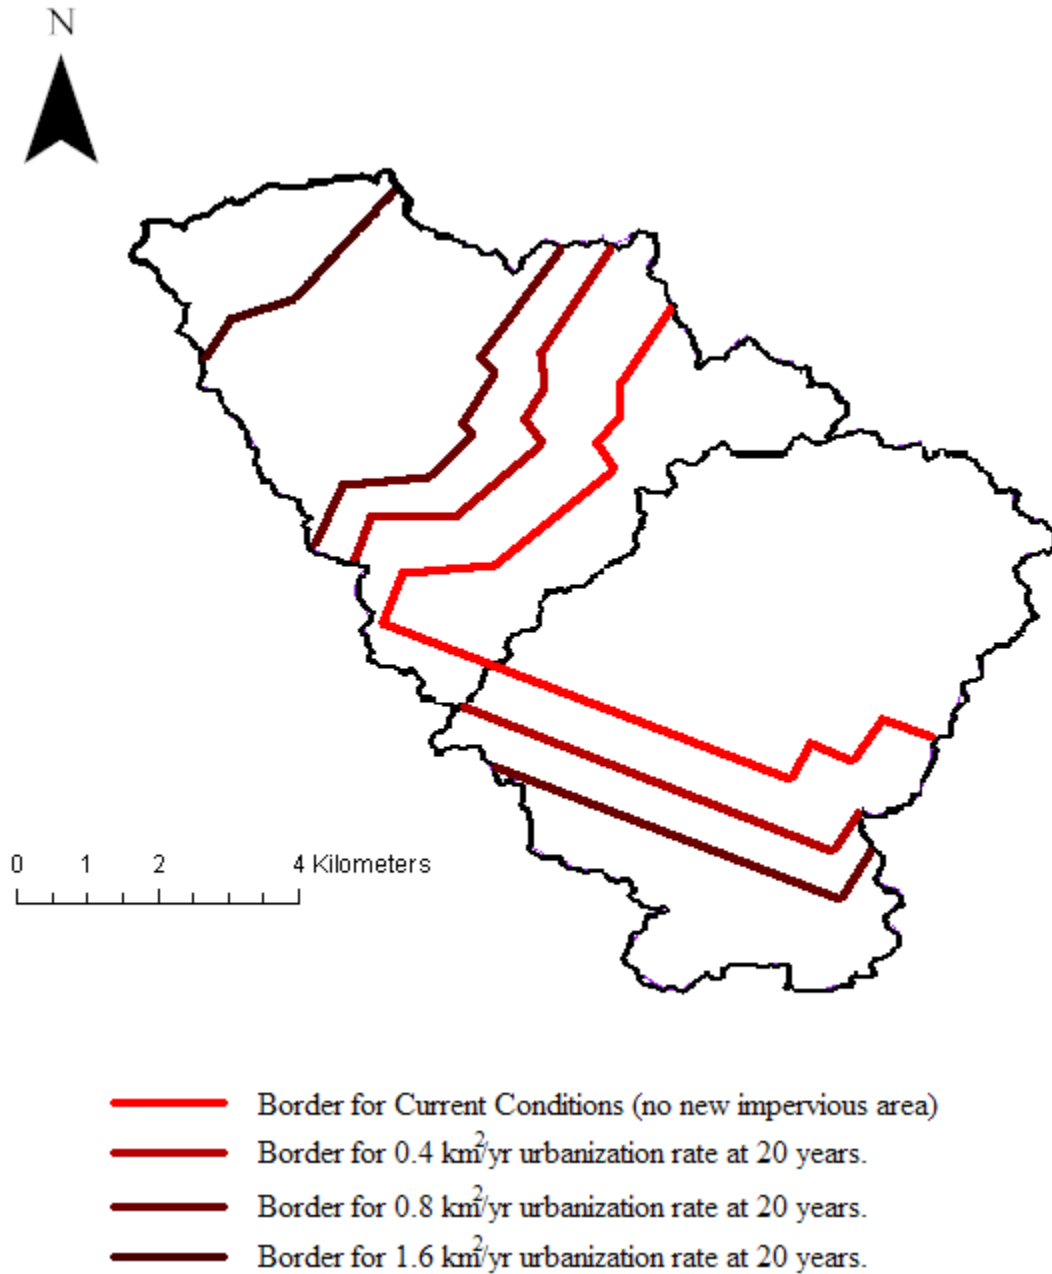 N
0 1 2 4 Kilometers
Border for Current Conditions (no new impervious area)
Border for 0.4 km²/yr urbanization rate at 20 years.
Border for 0.8 km²/yr urbanization rate at 20 years.
Border for 1.6 km²/yr urbanization rate at 20 years.